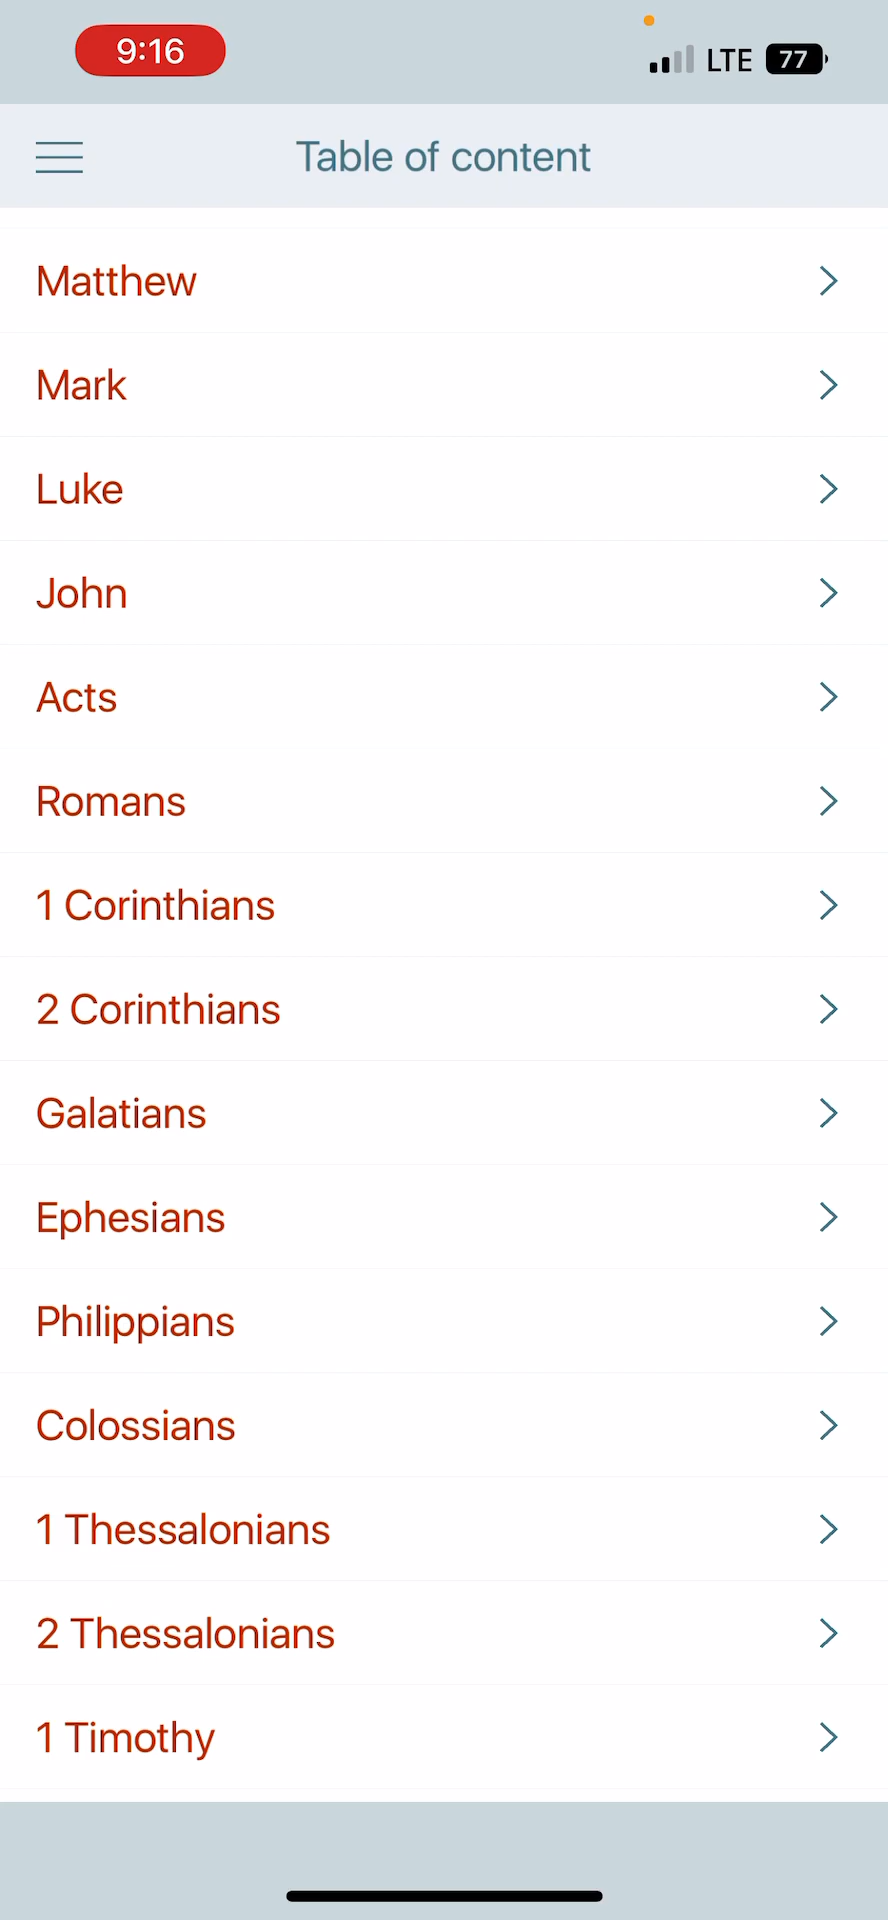 9:16
LTE 77
Table of content
Matthew
Mark
Luke
John
Acts
Romans
1 Corinthians
2 Corinthians
Galatians
Ephesians
Philippians
Colossians
1 Thessalonians
2 Thessalonians
1 Timothy